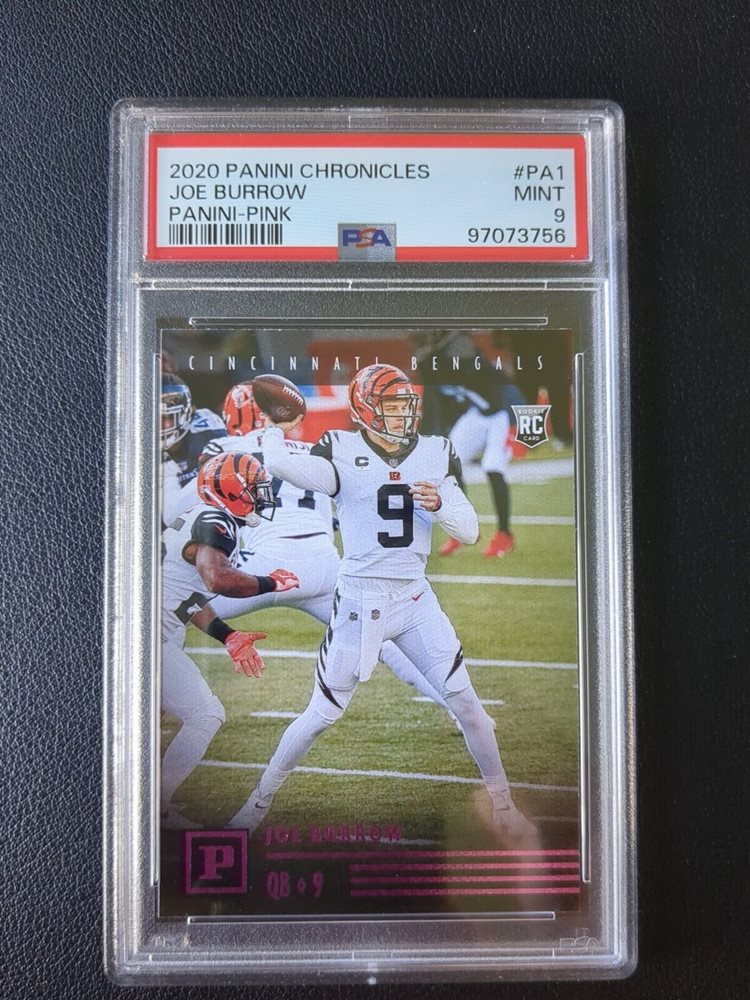 2020 PANINI CHRONICLES #PA1
JOE BURROW MINT
PANINI-PINK 9
PSA 97073756
CINCINNATI BENGALS
ROOKIE
RC
CARD
C
9
P
JOE BURROW
QB ◊ 9
PSA